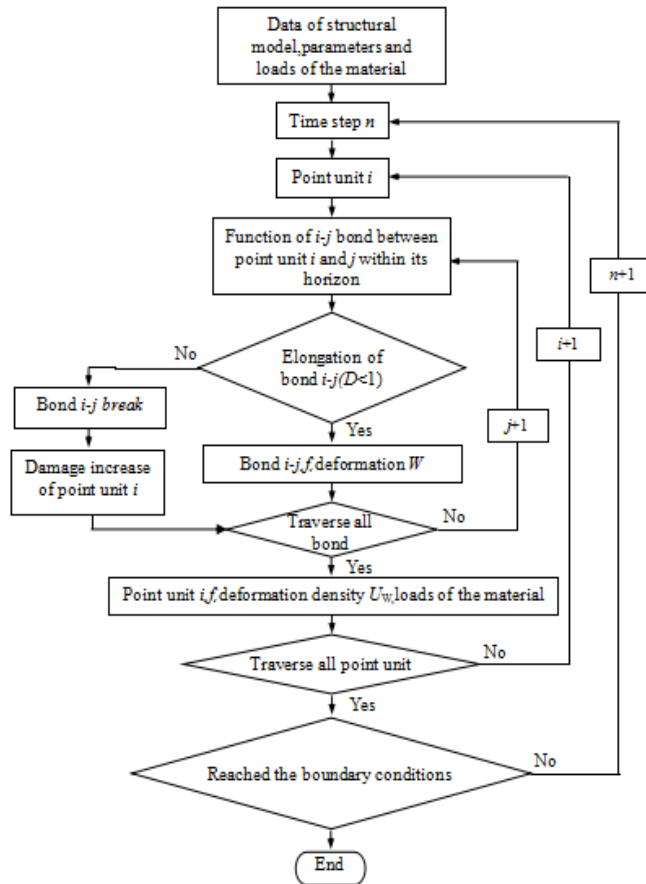 Data of structural
model,parameters and
loads of the material
Time step n
Point unit i
Function of i-j bond between
point unit i and j within its
horizon
n+1
i+1
No
Elongation of
bond i-j(D<1)
j+1
Bond i-j break
Yes
Damage increase
of point unit i
Bond i-j,f,deformation W
Traverse all
bond
No
Yes
Point unit i,f,deformation density Uw,loads of the material
Traverse all point unit
No
Yes
Reached the boundary conditions
No
End